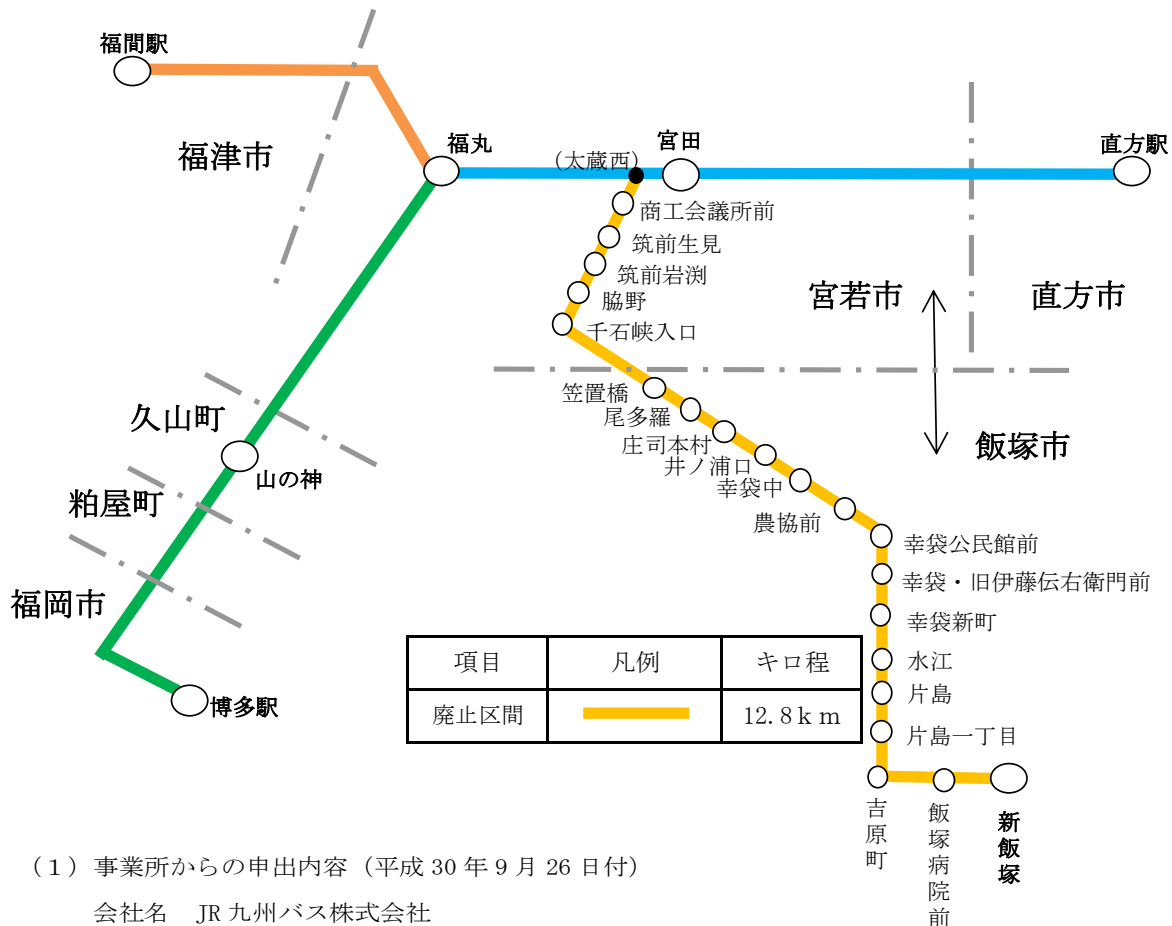 福間駅
福津市
福丸
(太蔵西)
宮田
直方駅
商工会議所前
筑前生見
筑前岩渕
脇野
千石峡入口
宮若市
直方市
久山町
山の神
粕屋町
福岡市
博多駅
笠置橋
尾多羅
庄司本村
井ノ浦口
幸袋中
農協前
飯塚市
幸袋公民館前
幸袋・旧伊藤伝右衛門前
幸袋新町
水江
片島
片島一丁目
吉原町
飯塚病院前
新飯塚
項目 凡例 キロ程
廃止区間 12.8km
(1)事業所からの申出内容(平成30年9月26日付)
会社名 JR九州バス株式会社